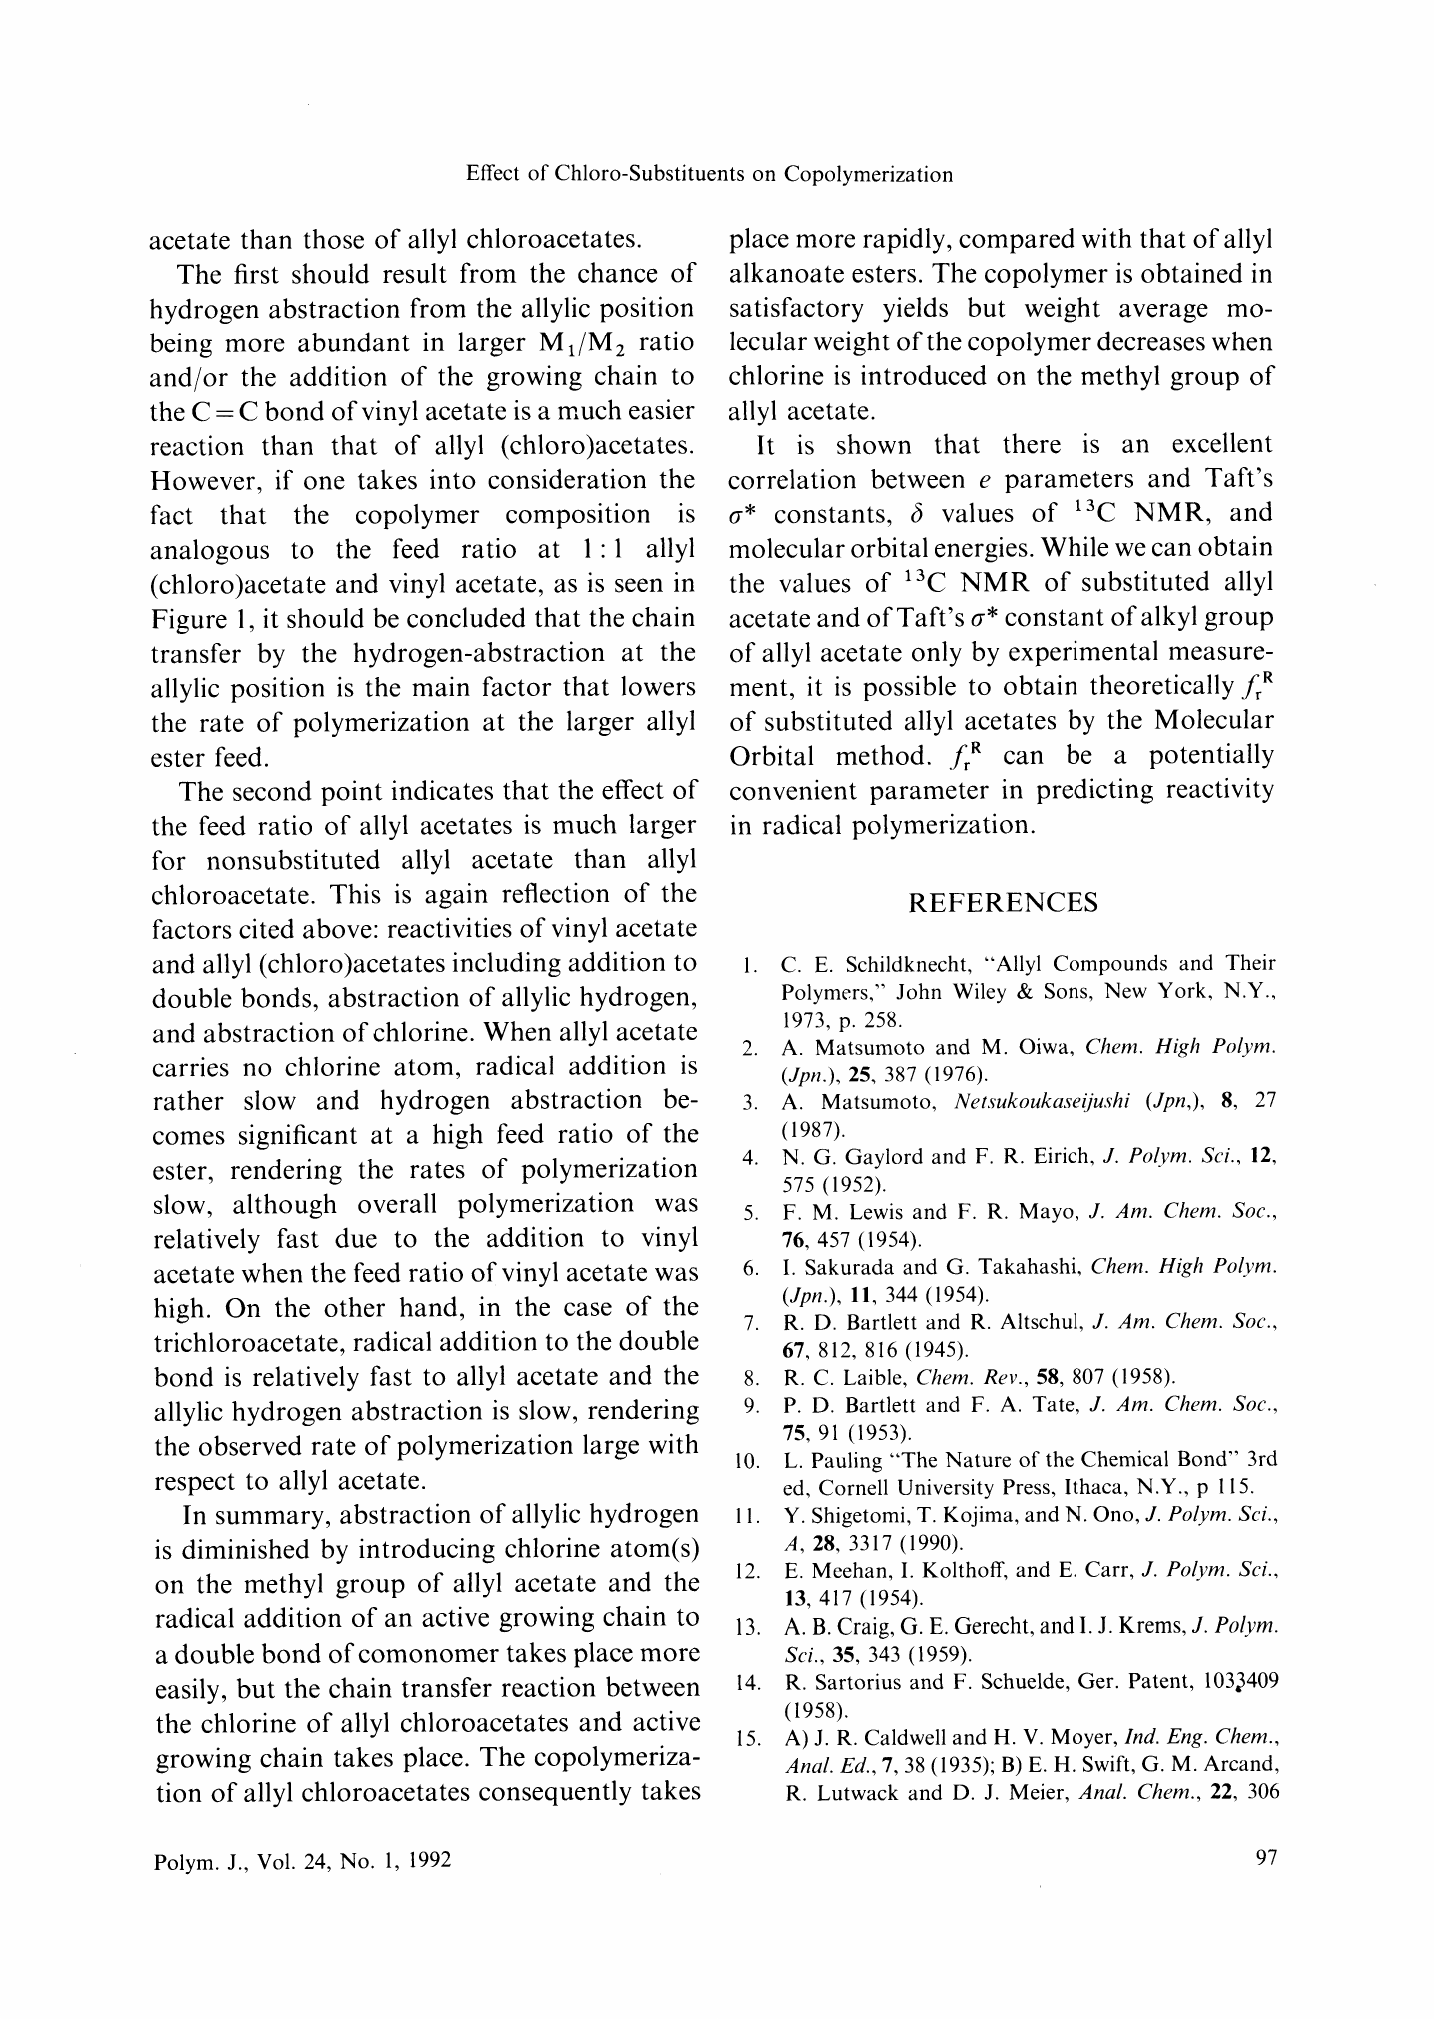 Effect of Chloro-Substituents on Copolymerization
acetate than those of allyl chloroacetates.
The first should result from the chance of
hydrogen abstraction from the allylic position
being more abundant in larger M₁/M₂ ratio
and/or the addition of the growing chain to
the C=C bond of vinyl acetate is a much easier
reaction than that of allyl (chloro)acetates.
However, if one takes into consideration the
fact that the copolymer composition is
analogous to the feed ratio at 1:1 allyl
(chloro)acetate and vinyl acetate, as is seen in
Figure 1, it should be concluded that the chain
transfer by the hydrogen-abstraction at the
allylic position is the main factor that lowers
the rate of polymerization at the larger allyl
ester feed.
The second point indicates that the effect of
the feed ratio of allyl acetates is much larger
for nonsubstituted allyl acetate than allyl
chloroacetate. This is again reflection of the
factors cited above: reactivities of vinyl acetate
and allyl (chloro)acetates including addition to
double bonds, abstraction of allylic hydrogen,
and abstraction of chlorine. When allyl acetate
carries no chlorine atom, radical addition is
rather slow and hydrogen abstraction be-
comes significant at a high feed ratio of the
ester, rendering the rates of polymerization
slow, although overall polymerization was
relatively fast due to the addition to vinyl
acetate when the feed ratio of vinyl acetate was
high. On the other hand, in the case of the
trichloroacetate, radical addition to the double
bond is relatively fast to allyl acetate and the
allylic hydrogen abstraction is slow, rendering
the observed rate of polymerization large with
respect to allyl acetate.
In summary, abstraction of allylic hydrogen
is diminished by introducing chlorine atom(s)
on the methyl group of allyl acetate and the
radical addition of an active growing chain to
a double bond of comonomer takes place more
easily, but the chain transfer reaction between
the chlorine of allyl chloroacetates and active
growing chain takes place. The copolymeriza-
tion of allyl chloroacetates consequently takes
place more rapidly, compared with that of allyl
alkanoate esters. The copolymer is obtained in
satisfactory yields but weight average mo-
lecular weight of the copolymer decreases when
chlorine is introduced on the methyl group of
allyl acetate.
It is shown that there is an excellent
correlation between e parameters and Taft's
σ* constants, δ values of ¹³C NMR, and
molecular orbital energies. While we can obtain
the values of ¹³C NMR of substituted allyl
acetate and of Taft's σ* constant of alkyl group
of allyl acetate only by experimental measure-
ment, it is possible to obtain theoretically fᵣᴿ
of substituted allyl acetates by the Molecular
Orbital method. fᵣᴿ can be a potentially
convenient parameter in predicting reactivity
in radical polymerization.
REFERENCES
1. C. E. Schildknecht, "Allyl Compounds and Their
Polymers," John Wiley & Sons, New York, N.Y.,
1973, p. 258.
2. A. Matsumoto and M. Oiwa, Chem. High Polym.
(Jpn.), 25, 387 (1976).
3. A. Matsumoto, Netsukoukaseijushi (Jpn,), 8, 27
(1987).
4. N. G. Gaylord and F. R. Eirich, J. Polym. Sci., 12,
575 (1952).
5. F. M. Lewis and F. R. Mayo, J. Am. Chem. Soc.,
76, 457 (1954).
6. I. Sakurada and G. Takahashi, Chem. High Polym.
(Jpn.), 11, 344 (1954).
7. R. D. Bartlett and R. Altschul, J. Am. Chem. Soc.,
67, 812, 816 (1945).
8. R. C. Laible, Chem. Rev., 58, 807 (1958).
9. P. D. Bartlett and F. A. Tate, J. Am. Chem. Soc.,
75, 91 (1953).
10. L. Pauling "The Nature of the Chemical Bond" 3rd
ed, Cornell University Press, Ithaca, N.Y., p 115.
11. Y. Shigetomi, T. Kojima, and N. Ono, J. Polym. Sci.,
A, 28, 3317 (1990).
12. E. Meehan, I. Kolthoff, and E. Carr, J. Polym. Sci.,
13, 417 (1954).
13. A. B. Craig, G. E. Gerecht, and I. J. Krems, J. Polym.
Sci., 35, 343 (1959).
14. R. Sartorius and F. Schuelde, Ger. Patent, 1033409
(1958).
15. A) J. R. Caldwell and H. V. Moyer, Ind. Eng. Chem.,
Anal. Ed., 7, 38 (1935); B) E. H. Swift, G. M. Arcand,
R. Lutwack and D. J. Meier, Anal. Chem., 22, 306
Polym. J., Vol. 24, No. 1, 1992
97